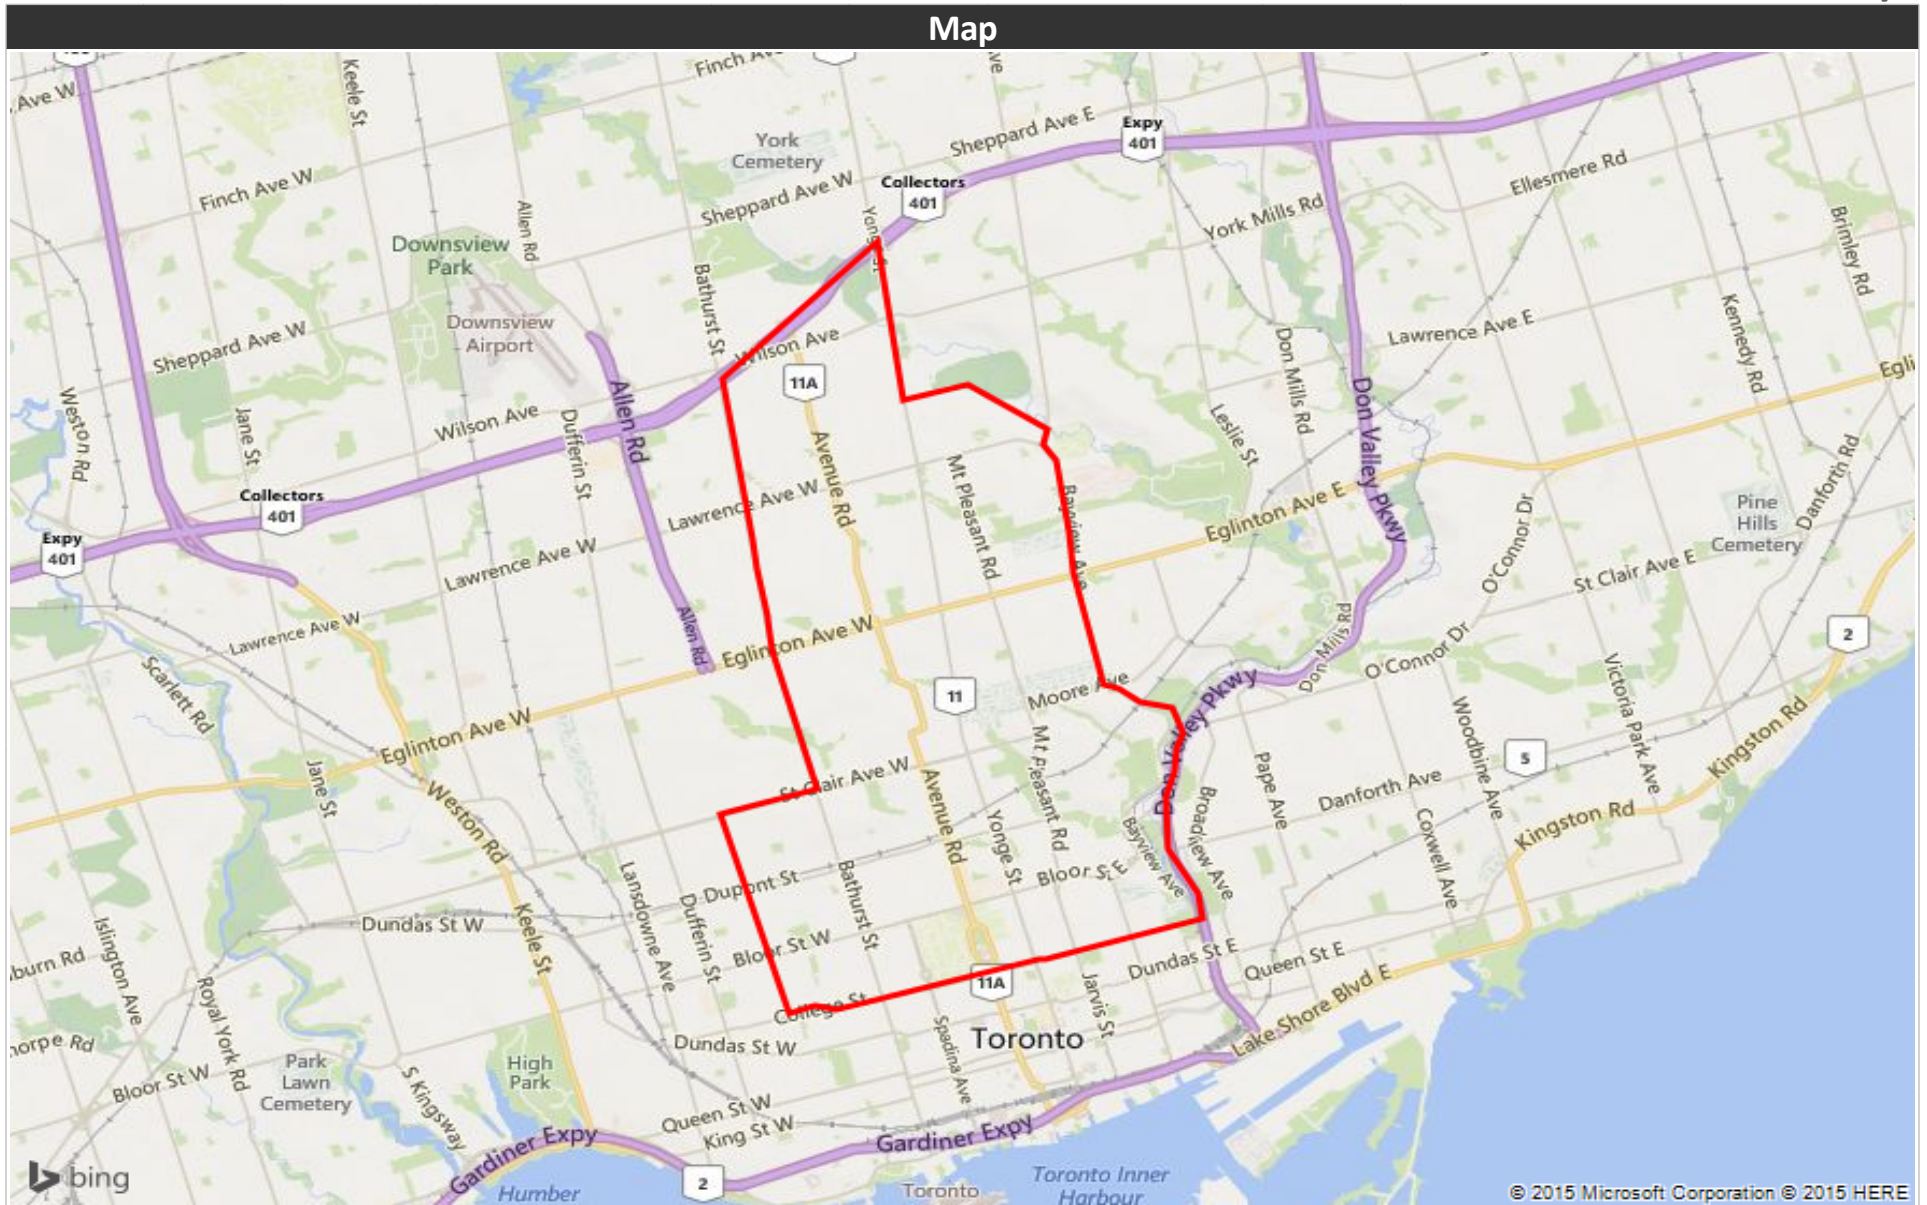 Map
Finch Ave
Ave W
Keele St
York
Cemetery
Sheppard Ave E
Expy
401
Ellesmere Rd
Finch Ave W
Allen Rd
Sheppard Ave W
Collectors
401
York Mills Rd
Brimley Rd
Downsview
Park
Yonge St
Bathurst St
Downsview
Airport
Sheppard Ave W
Wilson Ave
Don Mills Rd
Lawrence Ave E
Kennedy Rd
Weston Rd
Jane St
Wilson Ave
Dufferin St
Allen Rd
11A
Avenue Rd
Leslie St
Don Valley Pkwy
Danforth Rd
Collectors
401
Lawrence Ave W
Mt Pleasant Rd
Bayview Ave
Eglinton Ave E
O'Connor Dr
Pine
Hills
Cemetery
Expy
401
Lawrence Ave W
St Clair Ave E
Lawrence Ave W
Allen Rd
Eglinton Ave W
Don Mills Rd
O'Connor Dr
2
Scarlett Rd
11
Moore Ave
Don Valley Pkwy
Victoria Park Ave
Woodbine Ave
Kingston Rd
Eglinton Ave W
Jane St
St Clair Ave W
Mt Pleasant Rd
Pape Ave
5
Weston Rd
Avenue Rd
Yonge St
Bayview Ave
Broadview Ave
Danforth Ave
Coxwell Ave
Kingston Rd
Dupont St
Bathurst St
Bloor St E
Lansdowne Ave
Dufferin St
Islington Ave
Dundas St W
Keele St
Bloor St W
Dundas St E
Queen St E
burn Rd
Royal York Rd
College St
11A
Jarvis St
Lake Shore Blvd E
Toronto
Dundas St W
Spadina Ave
horpe Rd
Bloor St W
Park
Lawn
Cemetery
High
Park
S Kingsway
Queen St W
King St W
Gardiner Expy
Gardiner Expy
bing
Humber
2
Toronto
Toronto Inner
Harbour
© 2015 Microsoft Corporation © 2015 HERE